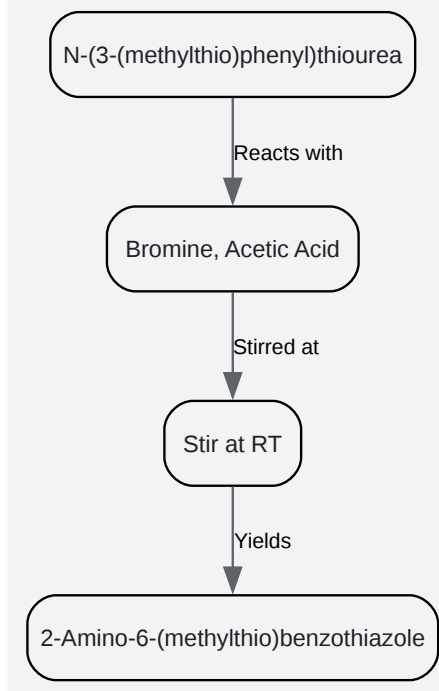 N-(3-(methylthio)phenyl)thiourea
Reacts with
Bromine, Acetic Acid
Stirred at
Stir at RT
Yields
2-Amino-6-(methylthio)benzothiazole